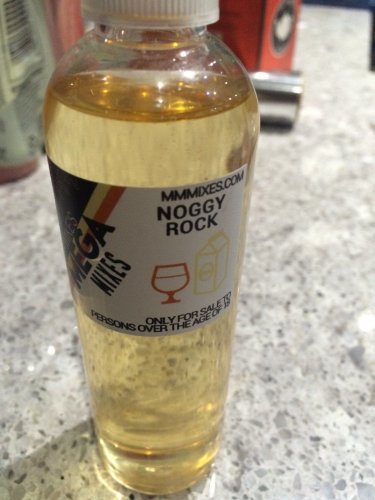 MMMIXES.COM
NOGGY
ROCK
MEGA
MIXES
ONLY FOR SALE TO
PERSONS OVER THE AGE OF 18